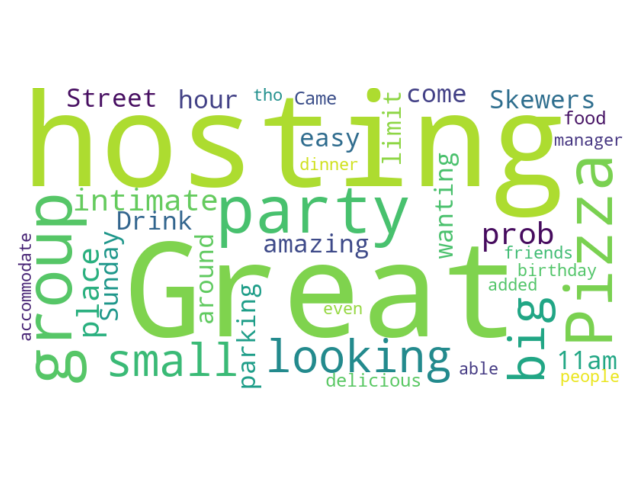 Street
hour
tho
Came
come
Skewers
hosting
limit
easy
food
manager
dinner
intimate
party
wanting
Pizza
group
Drink
amazing
prob
accommodate
place
Sunday
around
Great
friends
birthday
added
even
parking
big
small
looking
11am
delicious
able
people